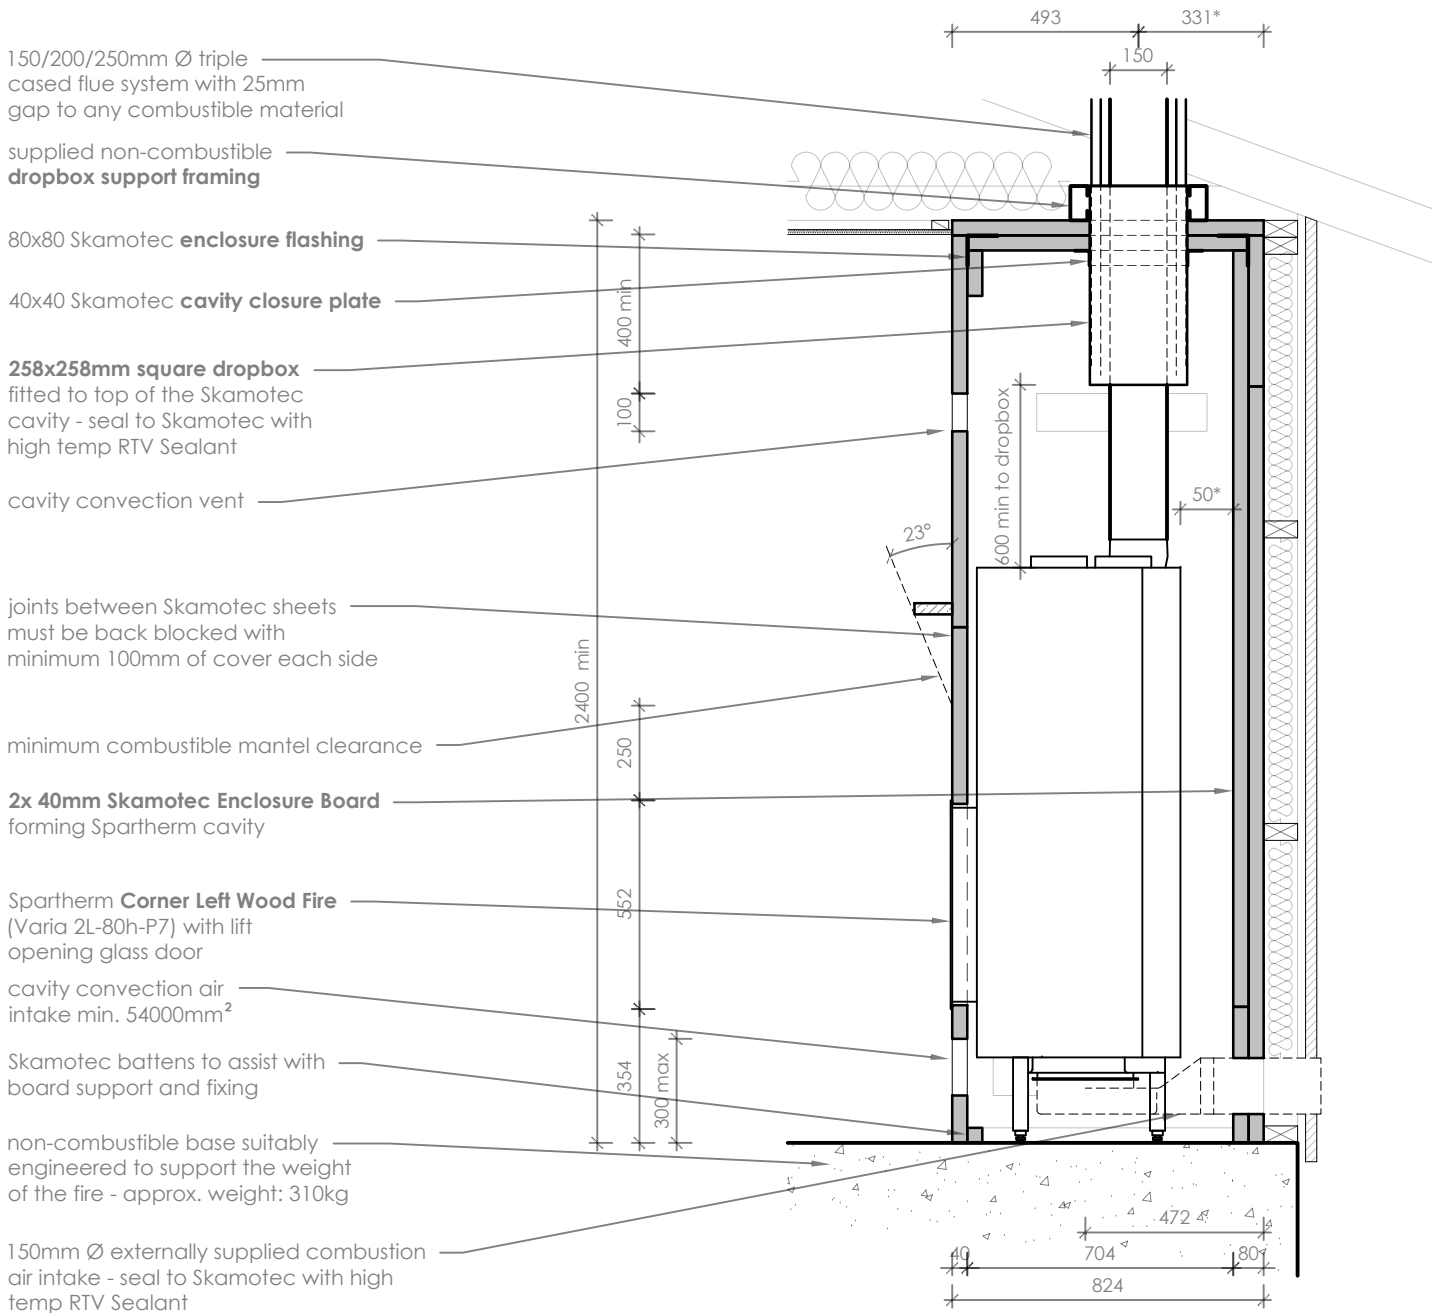 493
331*
150
150/200/250mm Ø triple
cased flue system with 25mm
gap to any combustible material
supplied non-combustible
dropbox support framing
80x80 Skamotec enclosure flashing
40x40 Skamotec cavity closure plate
400 min
258x258mm square dropbox
fitted to top of the Skamotec
cavity - seal to Skamotec with
high temp RTV Sealant
100
600 min to dropbox
cavity convection vent
50*
23°
joints between Skamotec sheets
must be back blocked with
minimum 100mm of cover each side
2400 min
minimum combustible mantel clearance
250
2x 40mm Skamotec Enclosure Board
forming Spartherm cavity
Spartherm Corner Left Wood Fire
(Varia 2L-80h-P7) with lift
opening glass door
552
cavity convection air
intake min. 54000mm²
Skamotec battens to assist with
board support and fixing
354
300 max
non-combustible base suitably
engineered to support the weight
of the fire - approx. weight: 310kg
150mm Ø externally supplied combustion
air intake - seal to Skamotec with high
temp RTV Sealant
472
40
704
80
824